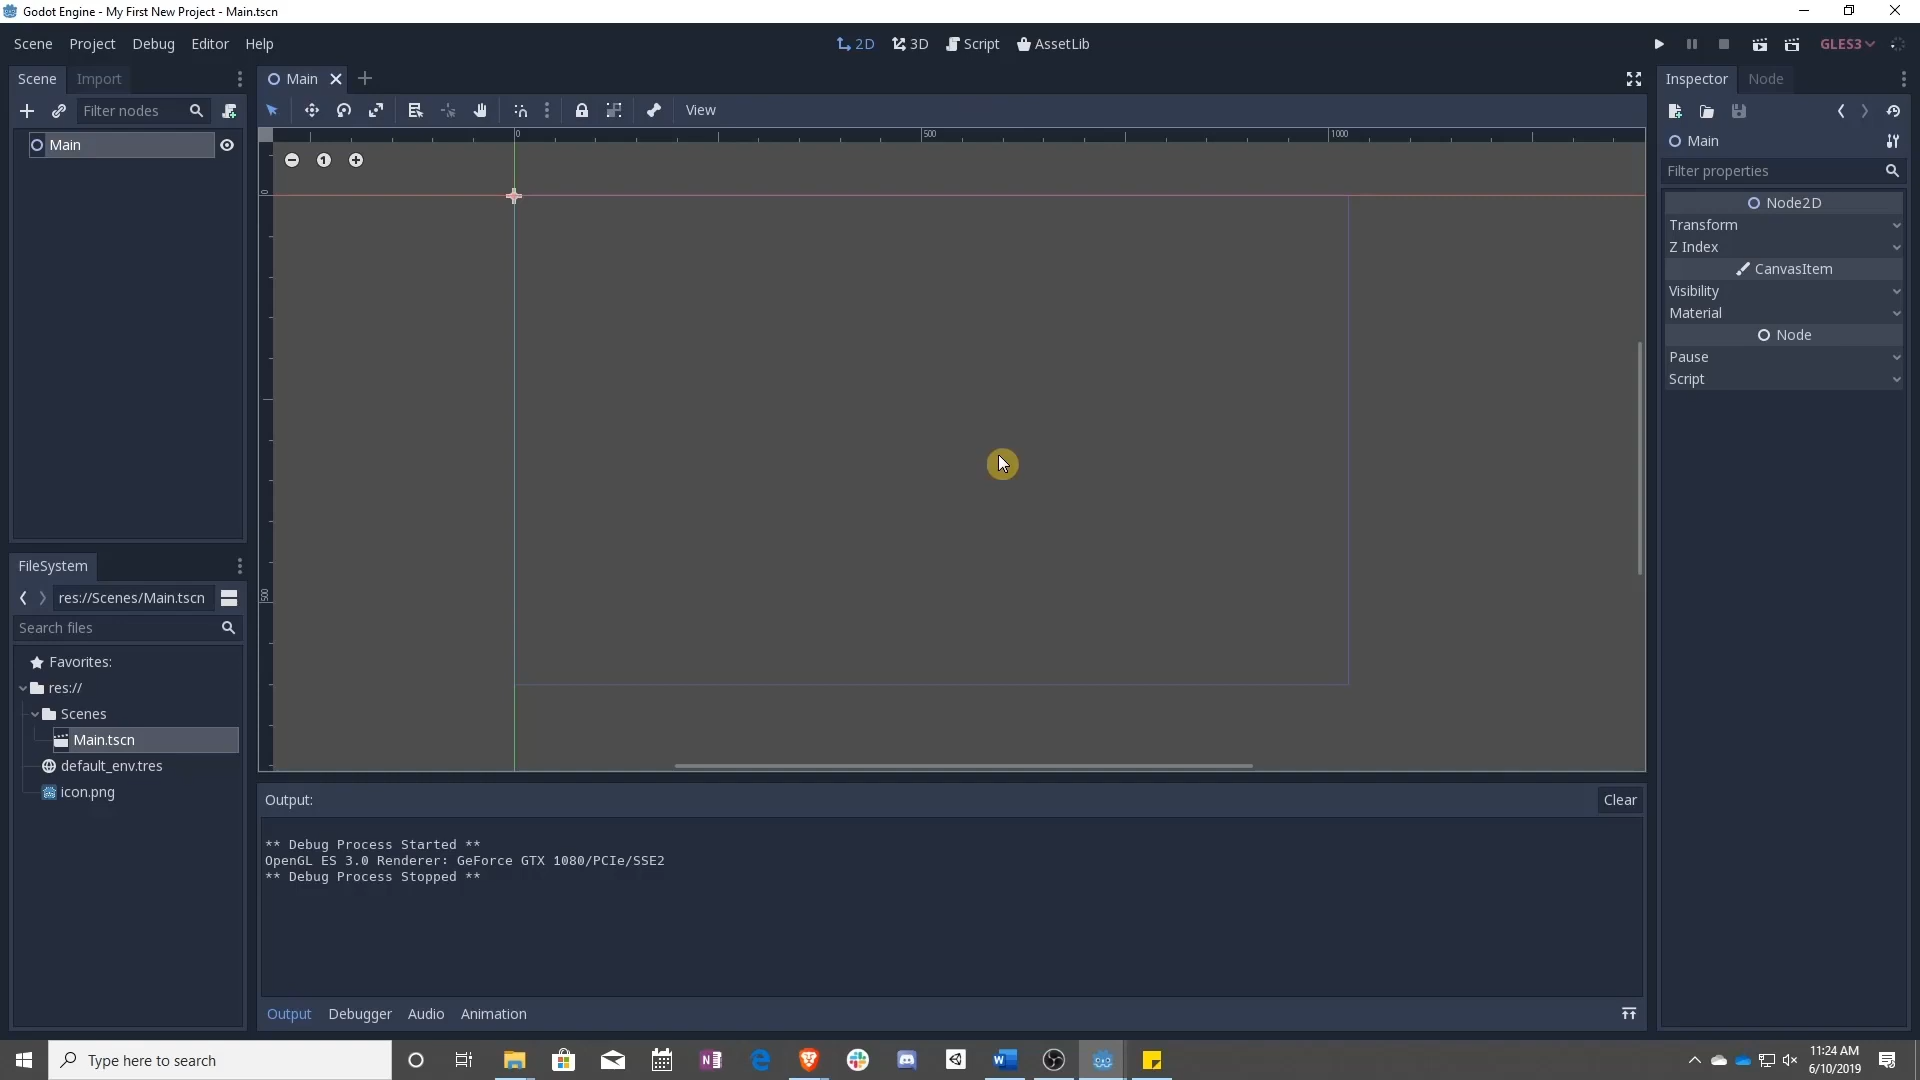 Godot Engine - My First New Project - Main.tscn
Scene Project Debug Editor Help
2D 3D Script AssetLib
GLES3
Scene Import
Main
Inspector Node
Filter nodes
View
Main
Main
Filter properties
Node2D
Transform
Z Index
CanvasItem
Visibility
Material
Node
Pause
Script
0 500 1000
0
500
1
FileSystem
res://Scenes/Main.tscn
Search files
Favorites:
res://
Scenes
Main.tscn
default_env.tres
icon.png
Output:
Clear
** Debug Process Started **
OpenGL ES 3.0 Renderer: GeForce GTX 1080/PCIe/SSE2
** Debug Process Stopped **
Output Debugger Audio Animation
Type here to search
11:24 AM
6/10/2019